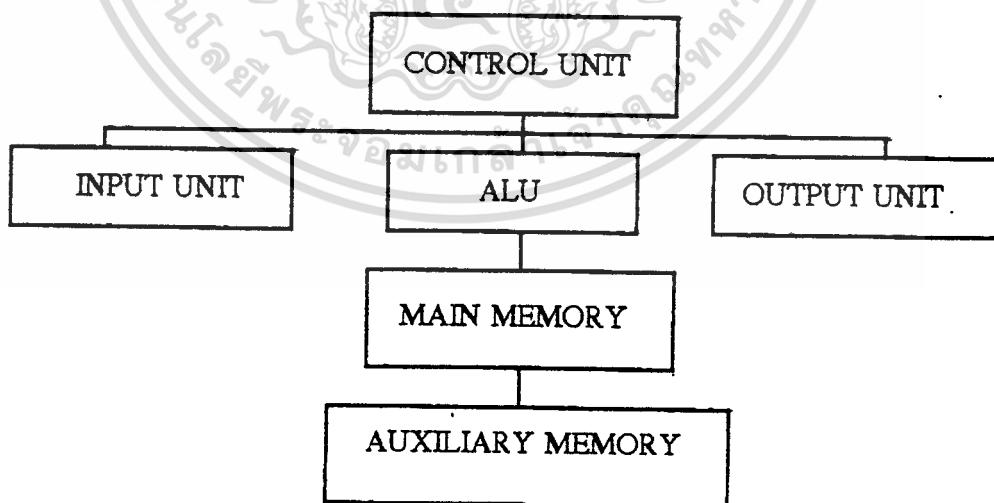 CONTROL UNIT
INPUT UNIT
ALU
OUTPUT UNIT
MAIN MEMORY
AUXILIARY MEMORY